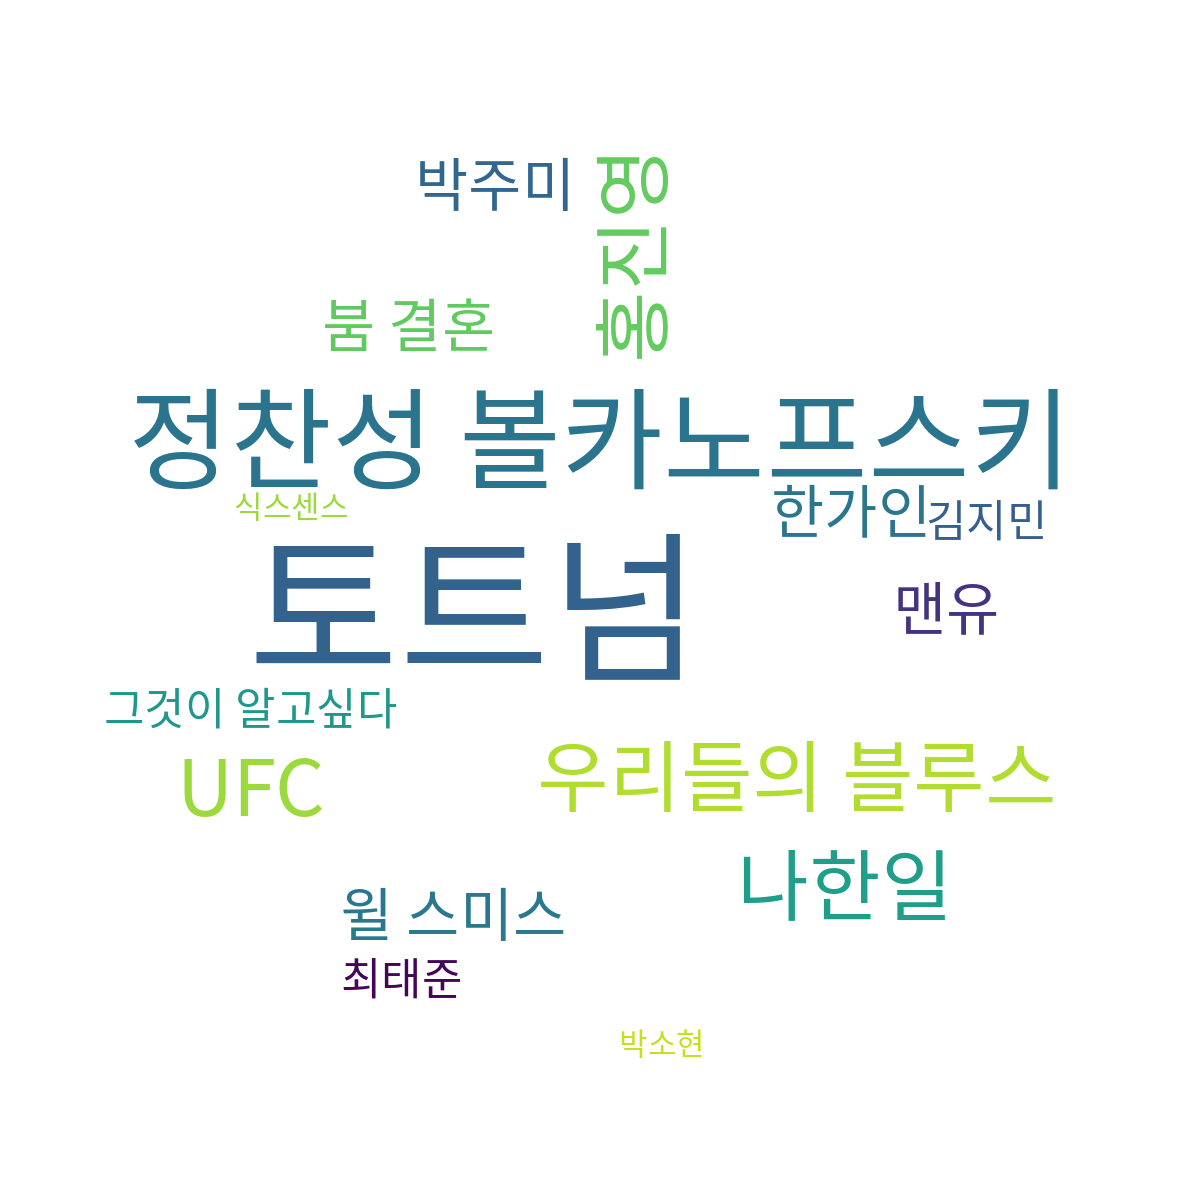 박주미
홍진영
붐 결혼
정찬성 볼카노프스키
식스센스
한가인
김지민
토트넘
맨유
그것이 알고싶다
UFC
우리들의 블루스
나한일
윌 스미스
최태준
박소현